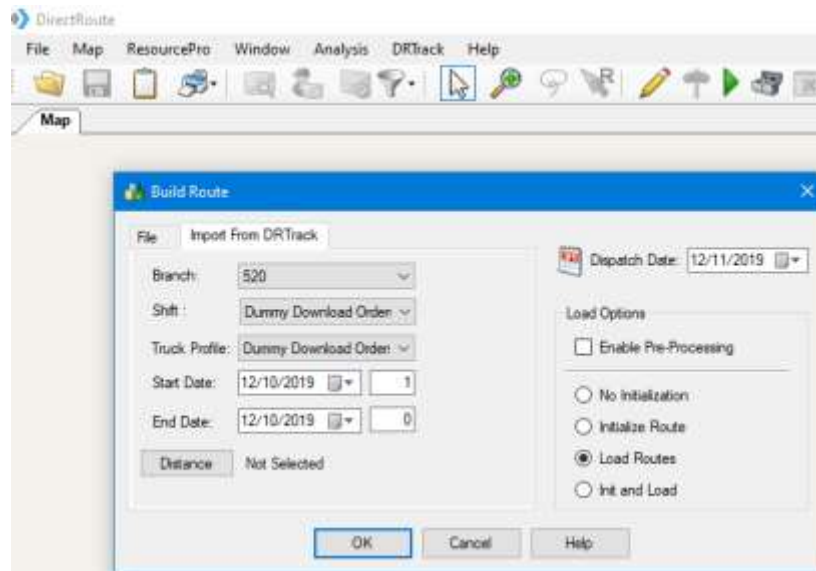 DirectRoute
File Map ResourcePro Window Analysis DRTrack Help
Map
Build Route
File Import From DRTrack
Branch: 520
Shift : Dummy Download Orders
Truck Profile: Dummy Download Orders
Start Date: 12/10/2019 1
End Date: 12/10/2019 0
Distance Not Selected
Dispatch Date: 12/11/2019
Load Options
Enable Pre-Processing
No Initialization
Initialize Route
Load Routes
Init and Load
OK Cancel Help